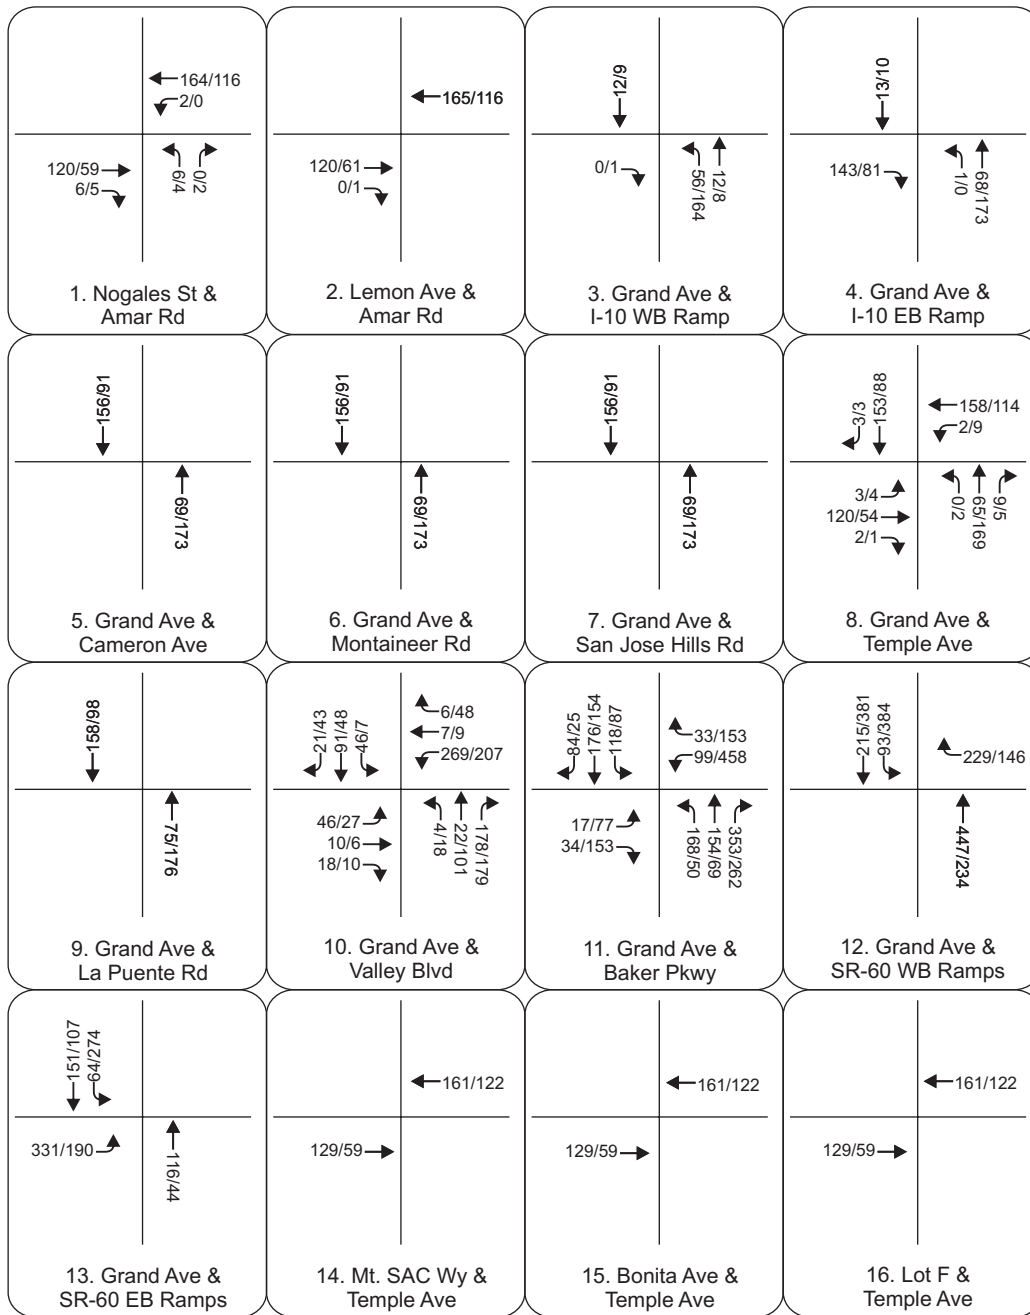 164/116
2/0
120/59
6/5
6/4
0/2
1. Nogales St &
Amar Rd
165/116
120/61
0/1
2. Lemon Ave &
Amar Rd
12/9
0/1
56/164
12/8
3. Grand Ave &
I-10 WB Ramp
13/10
143/81
1/0
68/173
4. Grand Ave &
I-10 EB Ramp
156/91
69/173
5. Grand Ave &
Cameron Ave
156/91
69/173
6. Grand Ave &
Montaineer Rd
156/91
69/173
7. Grand Ave &
San Jose Hills Rd
3/3
153/88
158/114
2/9
3/4
120/54
2/1
0/2
65/169
9/5
8. Grand Ave &
Temple Ave
158/98
75/176
9. Grand Ave &
La Puente Rd
21/43
91/48
46/7
6/48
7/9
269/207
46/27
10/6
18/10
4/18
22/101
178/179
10. Grand Ave &
Valley Blvd
84/25
176/154
118/87
33/153
99/458
17/77
34/153
168/50
154/69
353/262
11. Grand Ave &
Baker Pkwy
215/381
93/384
229/146
447/234
12. Grand Ave &
SR-60 WB Ramps
151/107
64/274
331/190
116/44
13. Grand Ave &
SR-60 EB Ramps
161/122
129/59
14. Mt. SAC Wy &
Temple Ave
161/122
129/59
15. Bonita Ave &
Temple Ave
161/122
129/59
16. Lot F &
Temple Ave